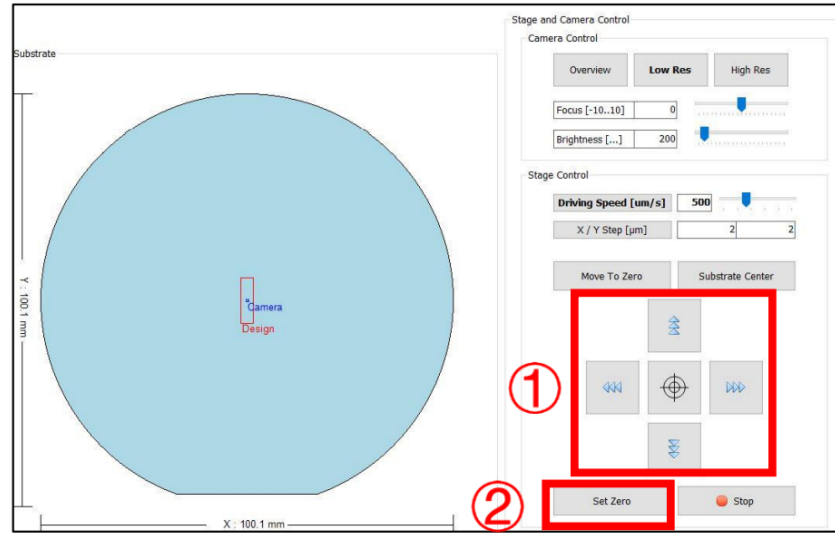 Stage and Camera Control
Camera Control
Substrate
Overview
Low Res
High Res
Focus [-10..10]
0
Brightness [...]
200
Stage Control
Driving Speed [um/s]
500
X / Y Step [µm]
2
2
Move To Zero
Substrate Center
Y : 100.1 mm
Camera
Design
①
②
Set Zero
Stop
X : 100.1 mm